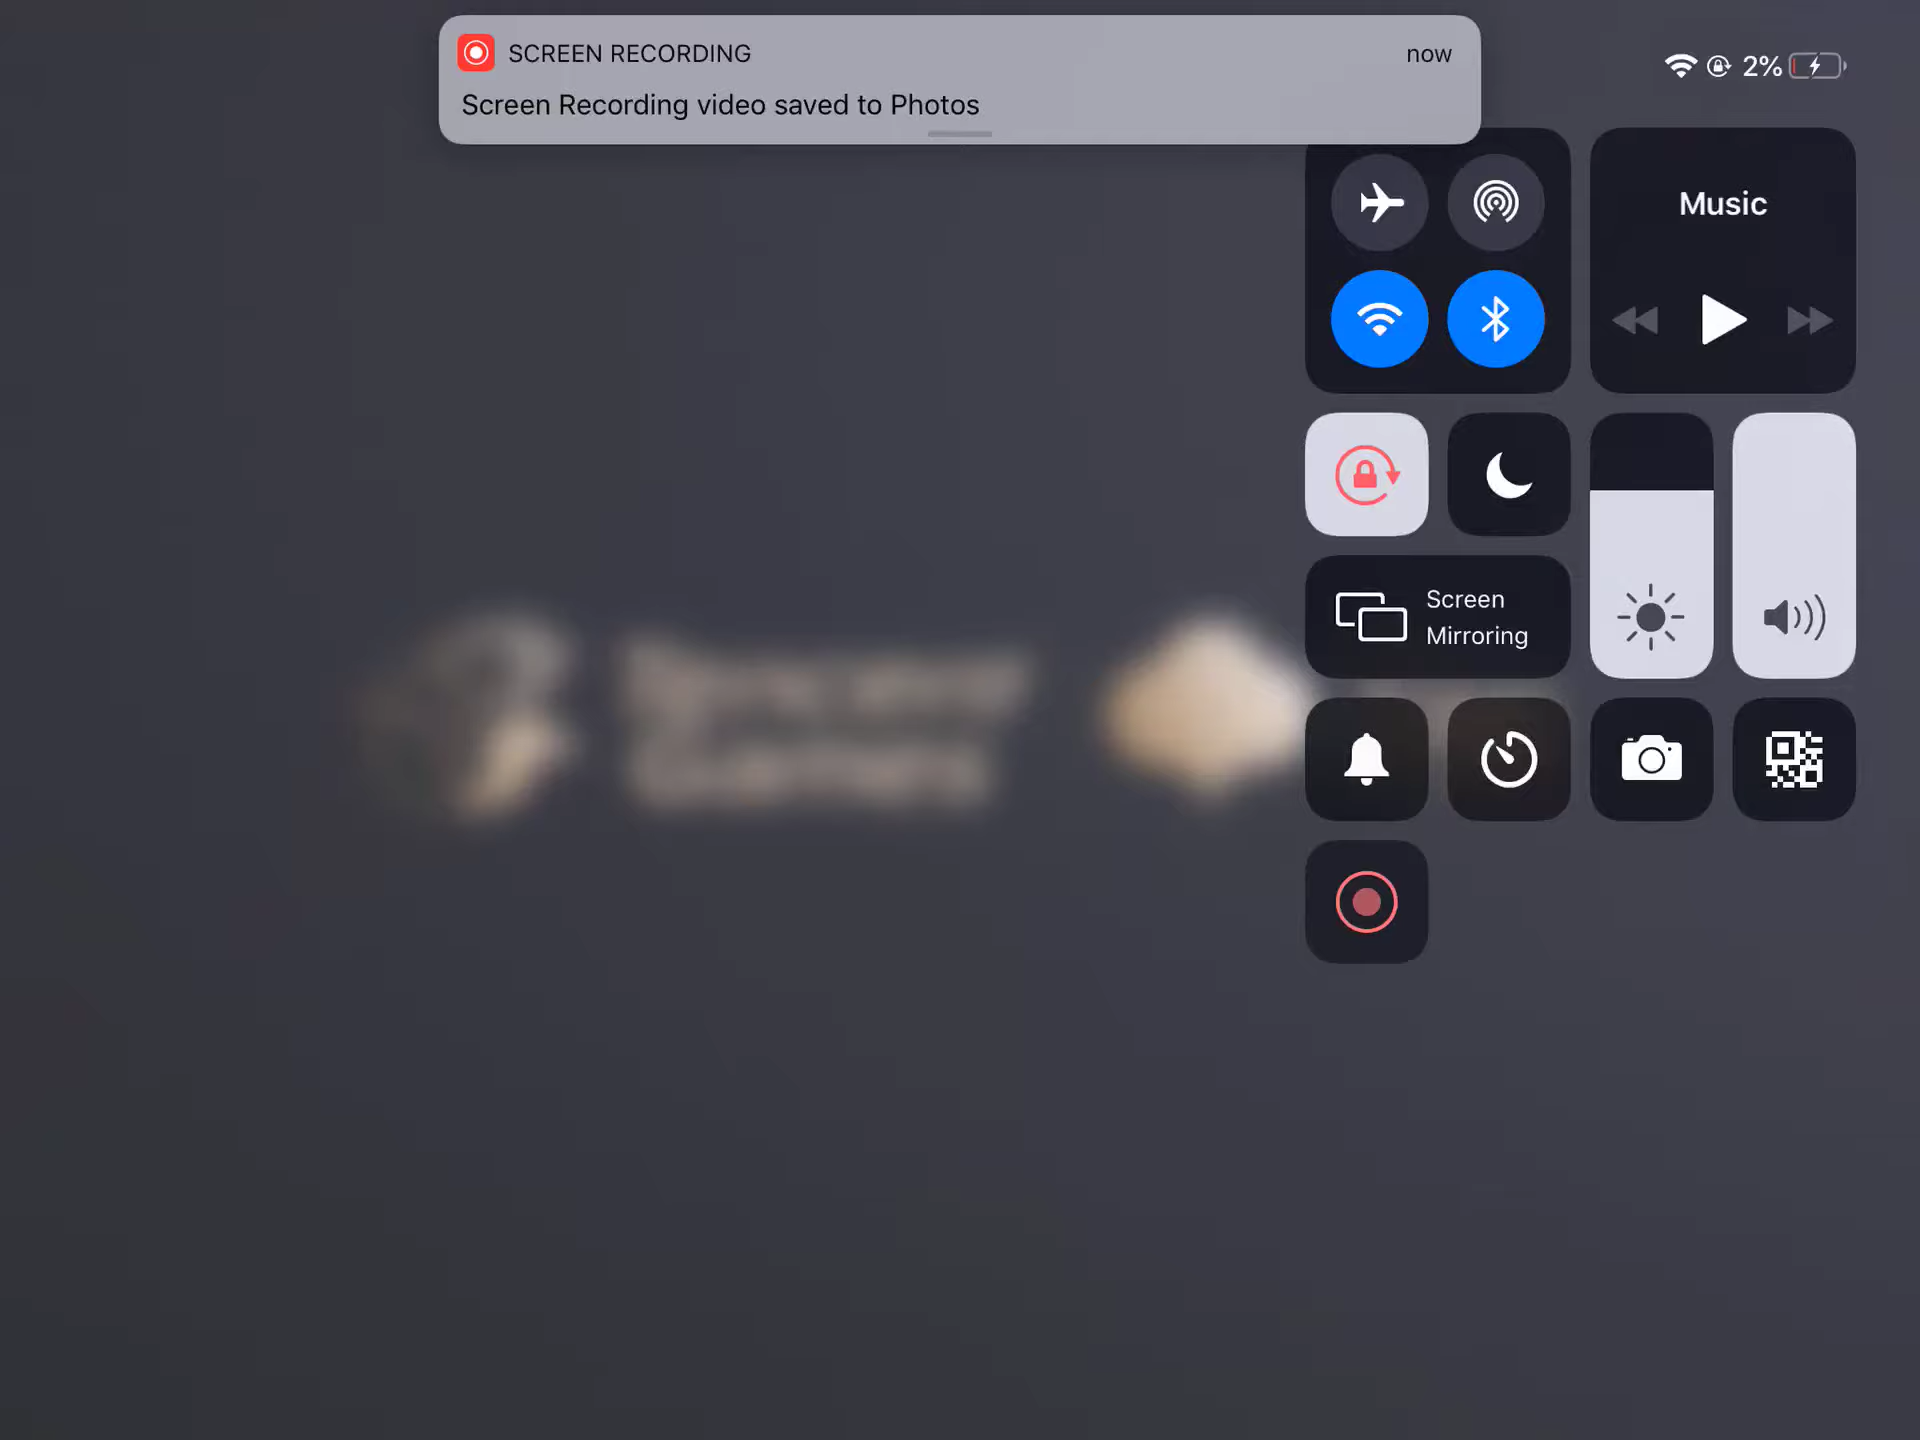 SCREEN RECORDING
now
Screen Recording video saved to Photos
2%
Music
Screen
Mirroring